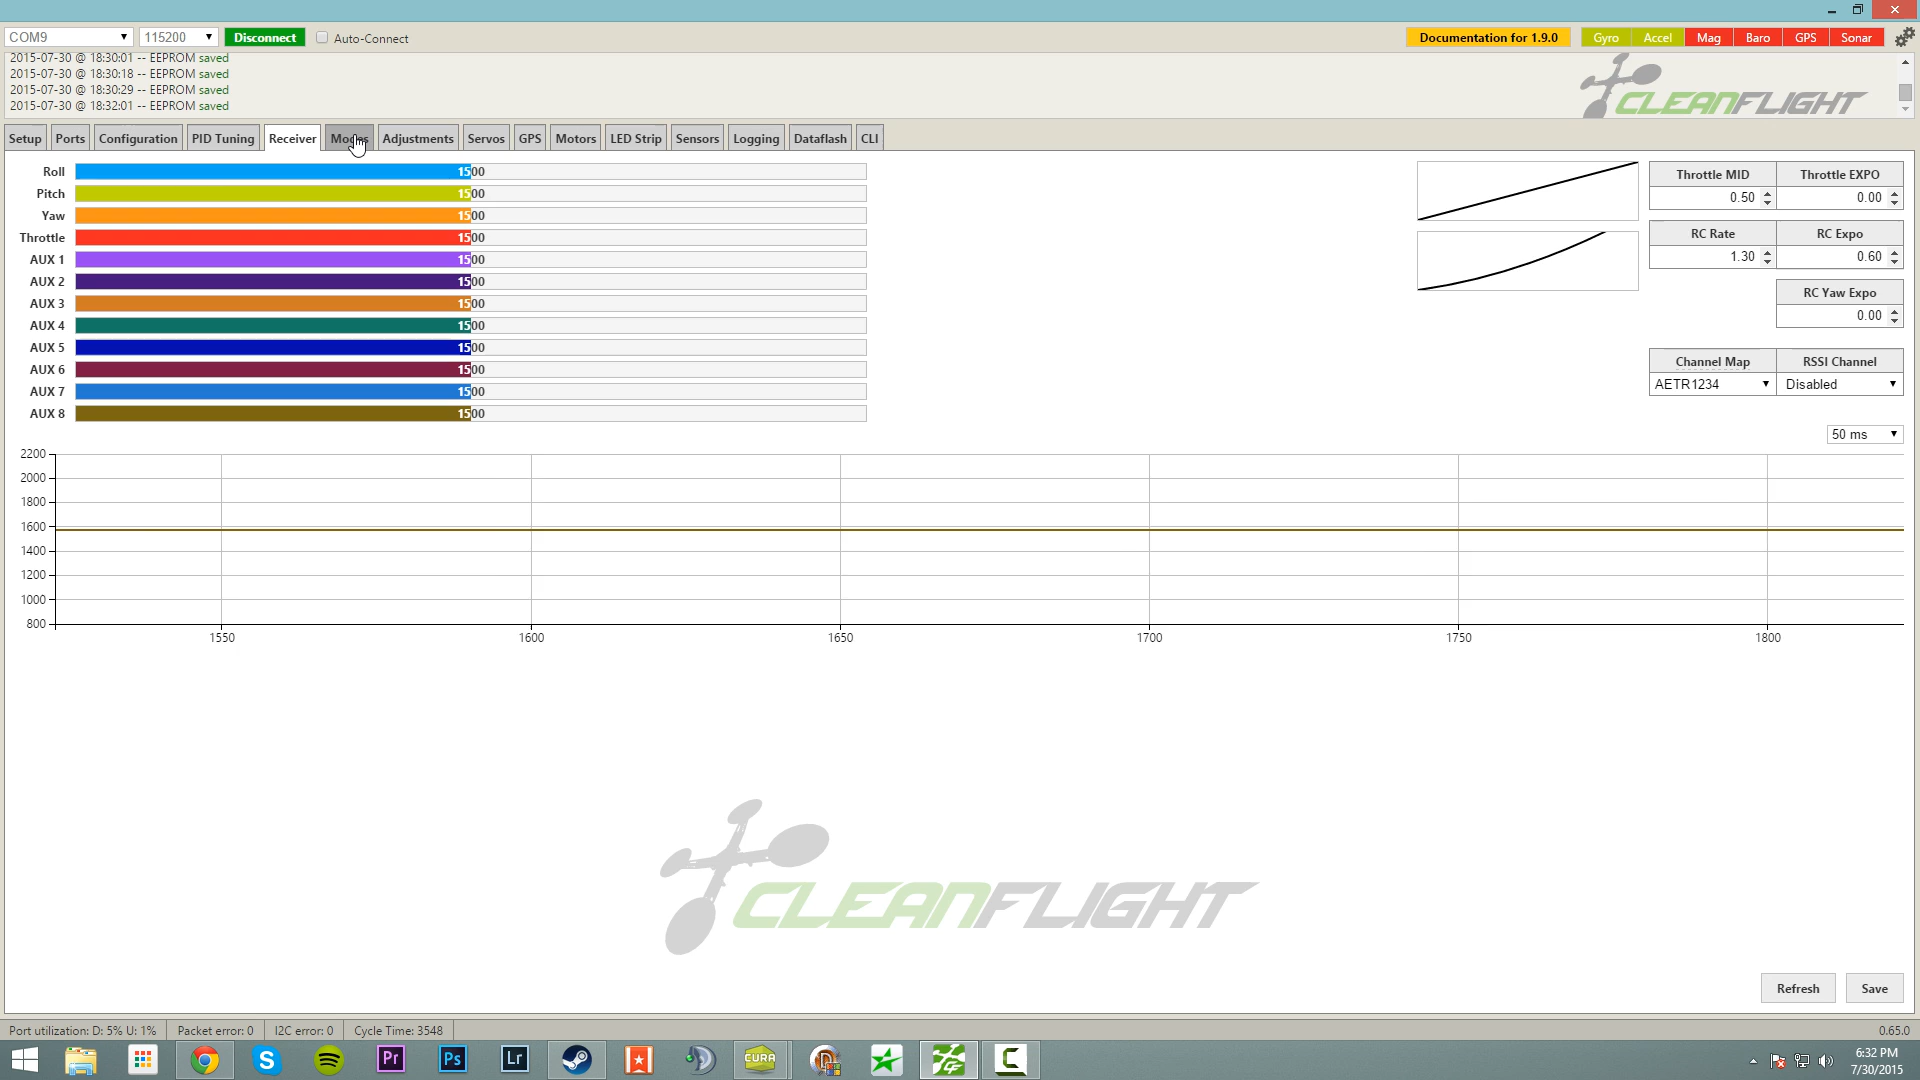 COM9 115200 Disconnect Auto-Connect Documentation for 1.9.0 Gyro Accel Mag Baro GPS Sonar
2015-07-30 @ 18:30:01 -- EEPROM saved
2015-07-30 @ 18:30:18 -- EEPROM saved
2015-07-30 @ 18:30:29 -- EEPROM saved
2015-07-30 @ 18:32:01 -- EEPROM saved
CLEANFLIGHT
Setup Ports Configuration PID Tuning Receiver Modes Adjustments Servos GPS Motors LED Strip Sensors Logging Dataflash CLI
Roll 1500
Pitch 1500
Yaw 1500
Throttle 1500
AUX 1 1500
AUX 2 1500
AUX 3 1500
AUX 4 1500
AUX 5 1500
AUX 6 1500
AUX 7 1500
AUX 8 1500
Throttle MID Throttle EXPO
0.50 0.00
RC Rate RC Expo
1.30 0.60
RC Yaw Expo
0.00
Channel Map RSSI Channel
AETR1234 Disabled
50 ms
2200
2000
1800
1600
1400
1200
1000
800
1550 1600 1650 1700 1750 1800
CLEANFLIGHT
Refresh Save
Port utilization: D: 5% U: 1% Packet error: 0 I2C error: 0 Cycle Time: 3548 0.65.0
Pr Ps Lr CURA CF C
6:32 PM
7/30/2015